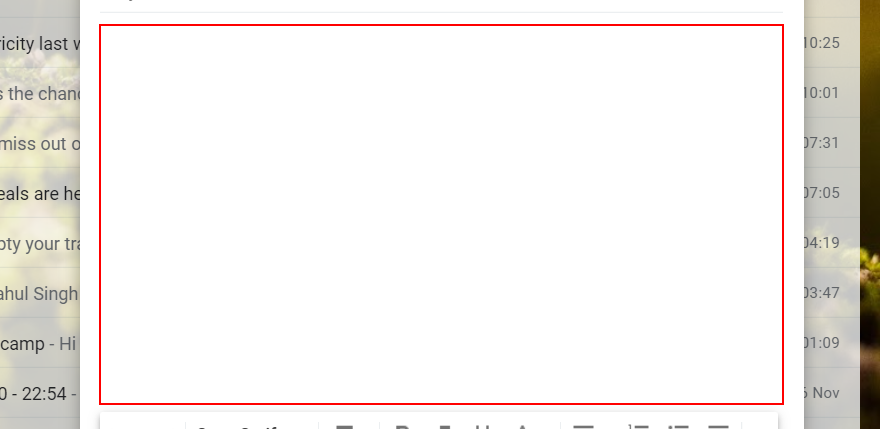 ricity last 10:25
s the chanc 10:01
miss out o 07:31
eals are he 07:05
pty your tra 04:19
ahul Singh 03:47
camp - Hi 01:09
0 - 22:54 - 6 Nov